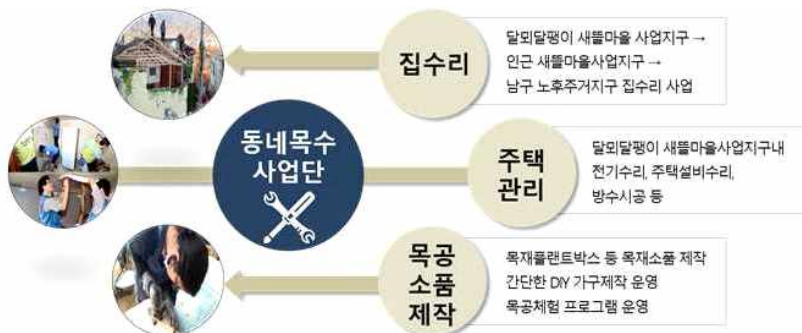 집수리
달뫼달팽이 새뜰마을 사업지구 →
인근 새뜰마을사업지구 →
남구 노후주거지구 집수리 사업
동네목수
사업단
주택
관리
달뫼달팽이 새뜰마을사업지구내
전기수리, 주택설비수리,
방수시공 등
목공
소품
제작
목재플랜트박스 등 목재소품 제작
간단한 DIY 가구제작 운영
목공체험 프로그램 운영